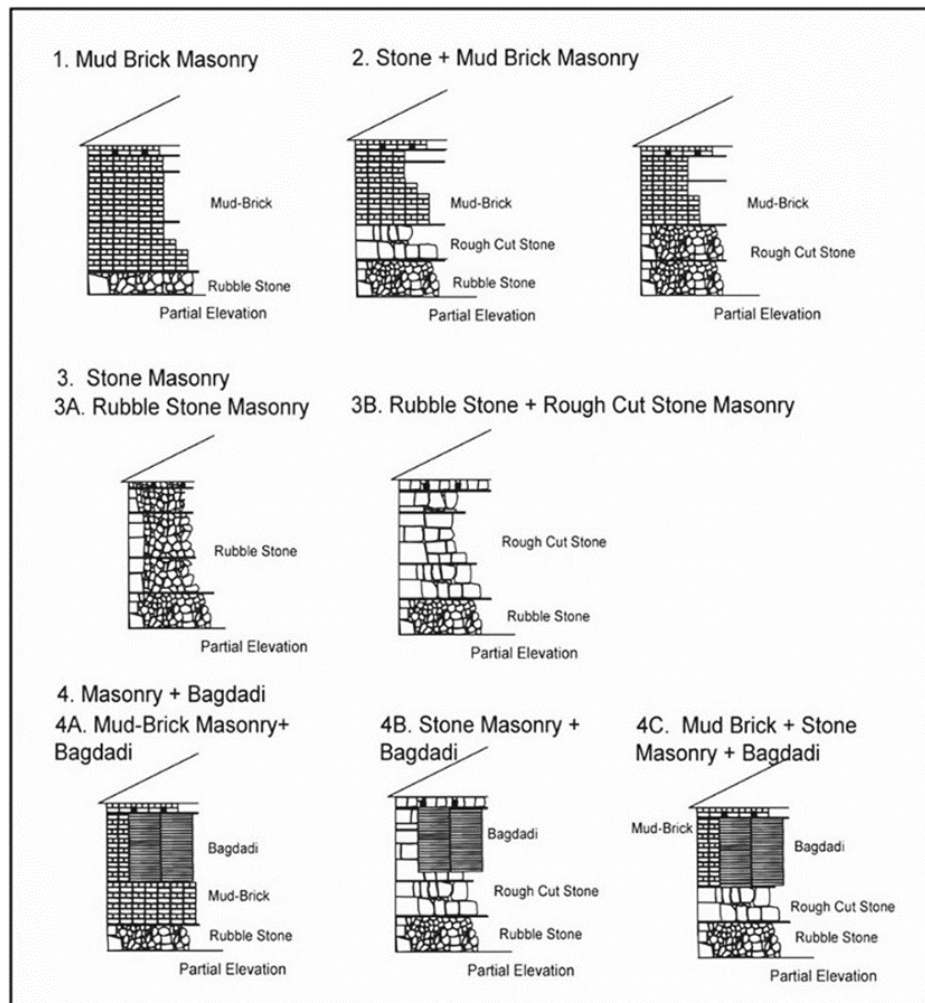 1. Mud Brick Masonry
2. Stone + Mud Brick Masonry
Mud-Brick
Rubble Stone
Partial Elevation
Mud-Brick
Rough Cut Stone
Rubble Stone
Partial Elevation
Mud-Brick
Rough Cut Stone
Partial Elevation
3. Stone Masonry
3A. Rubble Stone Masonry
3B. Rubble Stone + Rough Cut Stone Masonry
Rubble Stone
Partial Elevation
Rough Cut Stone
Rubble Stone
Partial Elevation
4. Masonry + Bagdadi
4A. Mud-Brick Masonry+
Bagdadi
4B. Stone Masonry +
Bagdadi
4C. Mud Brick + Stone
Masonry + Bagdadi
Bagdadi
Mud-Brick
Rubble Stone
Partial Elevation
Bagdadi
Rough Cut Stone
Rubble Stone
Partial Elevation
Mud-Brick
Bagdadi
Rough Cut Stone
Rubble Stone
Partial Elevation